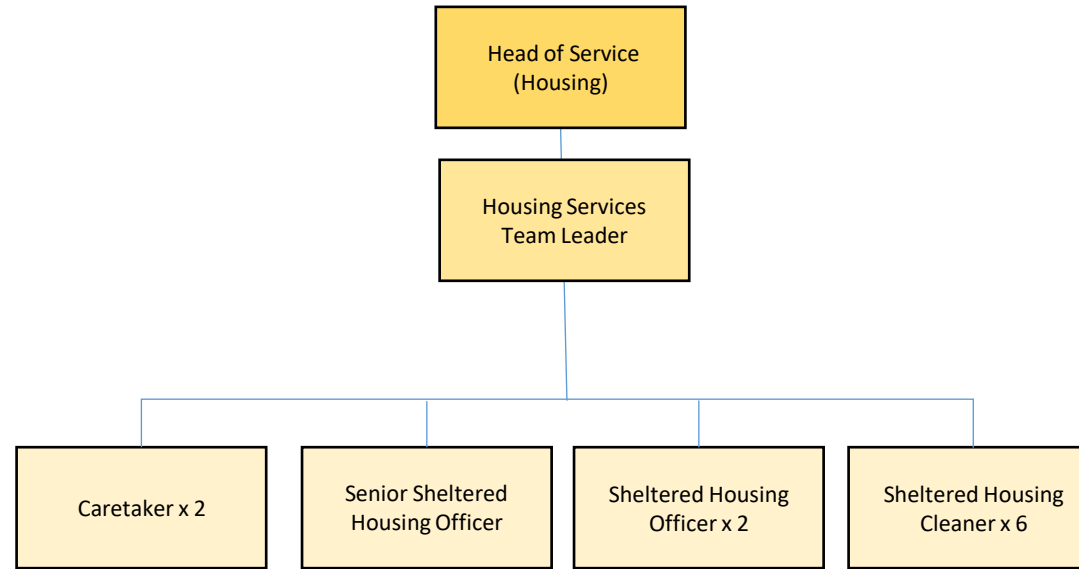 Head of Service
(Housing)
Housing Services
Team Leader
Caretaker x 2
Senior Sheltered
Housing Officer
Sheltered Housing
Officer x 2
Sheltered Housing
Cleaner x 6